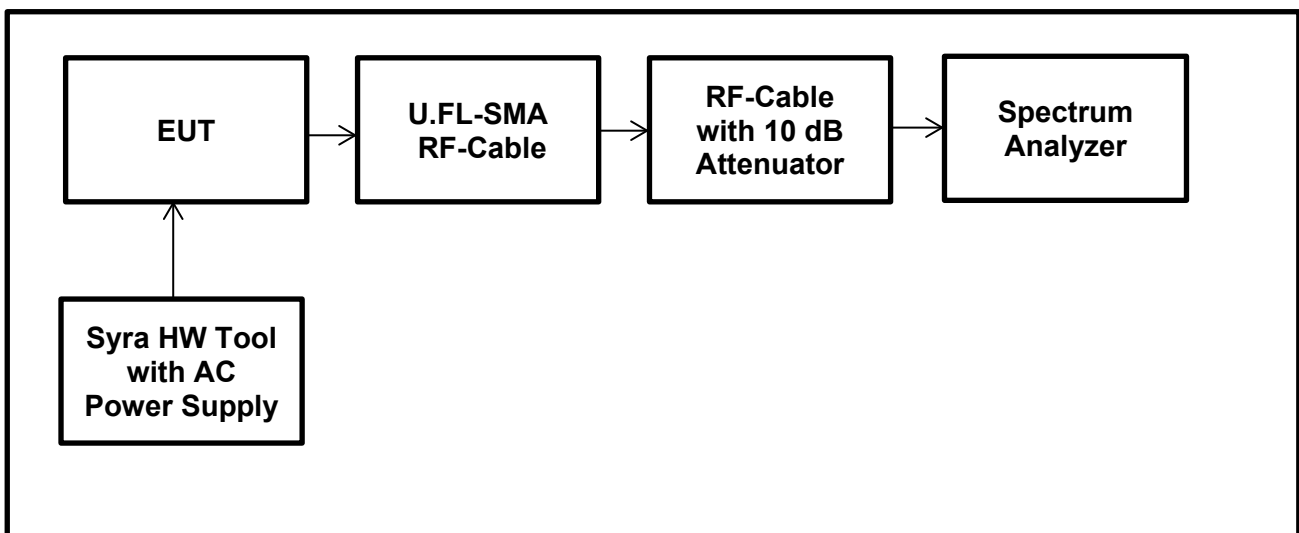 EUT
U.FL-SMA
RF-Cable
RF-Cable
with 10 dB
Attenuator
Spectrum
Analyzer
Syra HW Tool
with AC
Power Supply